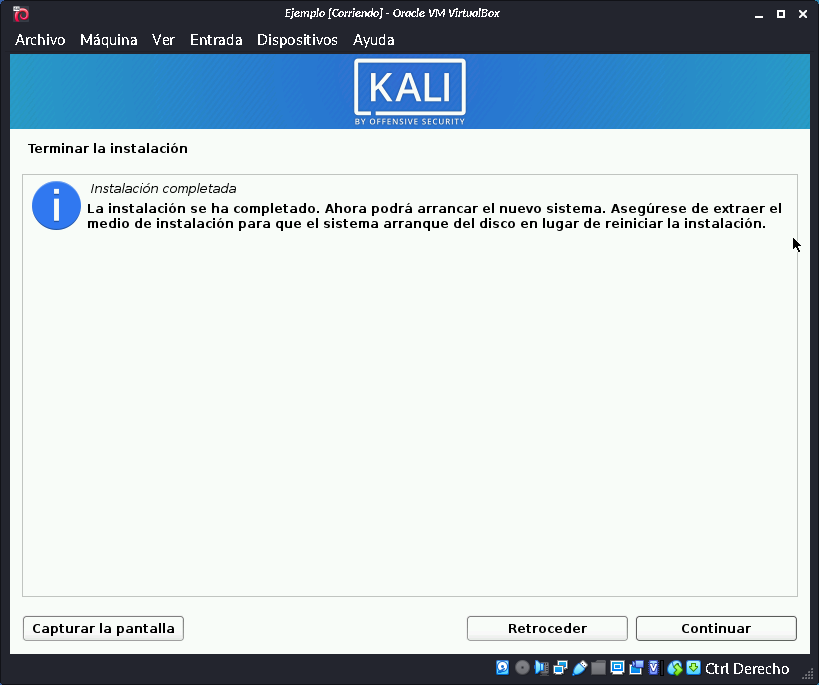 Ejemplo [Corriendo] - Oracle VM VirtualBox
Archivo Máquina Ver Entrada Dispositivos Ayuda
KALI
BY OFFENSIVE SECURITY
Terminar la instalación
Instalación completada
La instalación se ha completado. Ahora podrá arrancar el nuevo sistema. Asegúrese de extraer el
medio de instalación para que el sistema arranque del disco en lugar de reiniciar la instalación.
Capturar la pantalla Retroceder Continuar
Ctrl Derecho